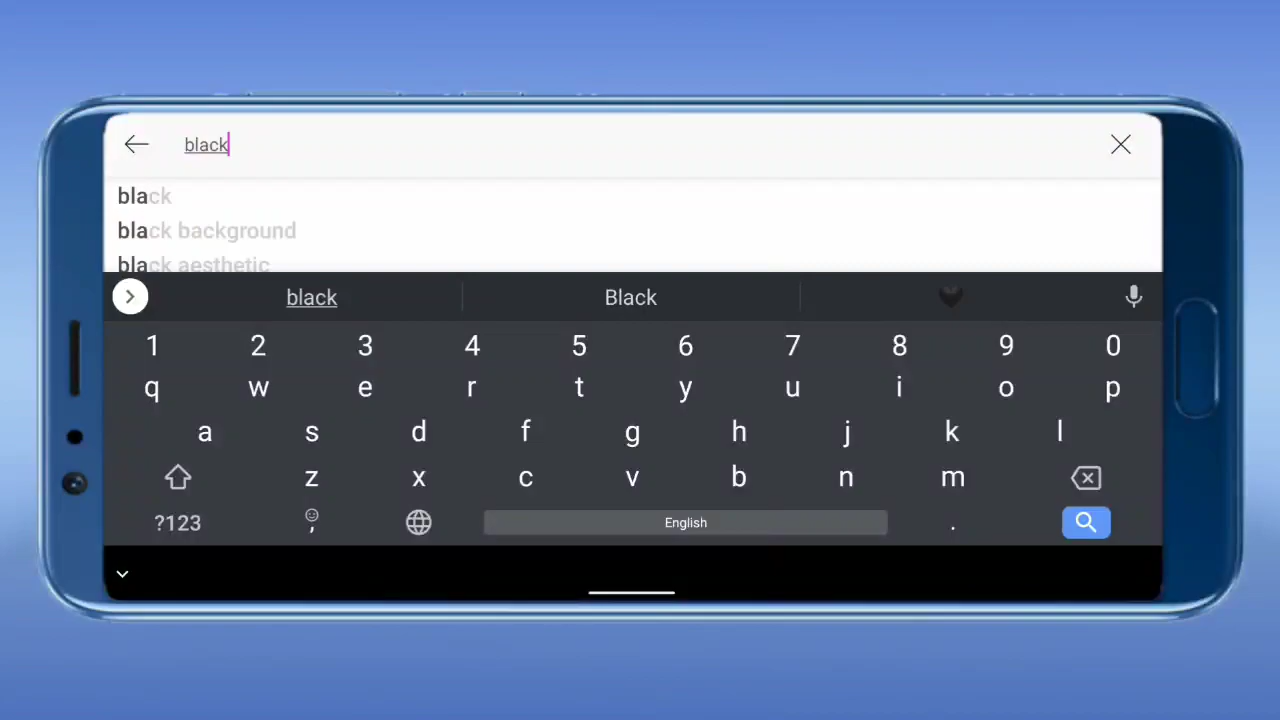 black
black
black background
black aesthetic
black Black
1 2 3 4 5 6 7 8 9 0
q w e r t y u i o p
a s d f g h j k l
z x c v b n m
?123 , English .